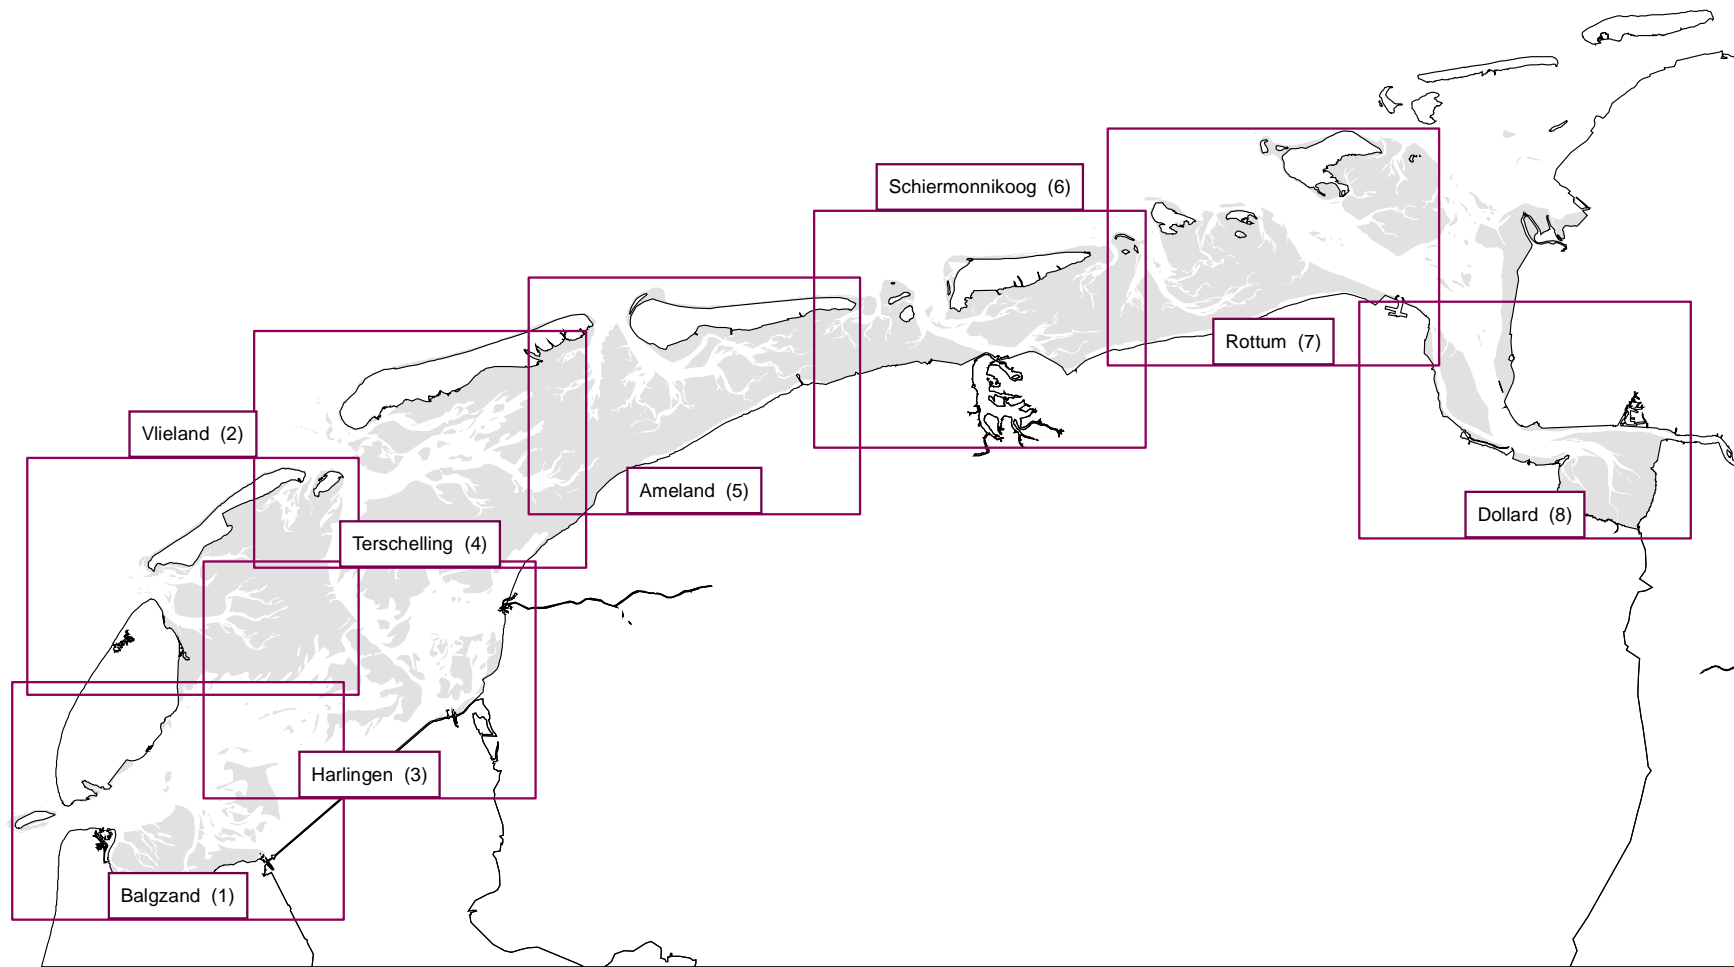 Schiermonnikoog (6)
Rottum (7)
Vlieland (2)
Ameland (5)
Dollard (8)
Terschelling (4)
Harlingen (3)
Balgzand (1)